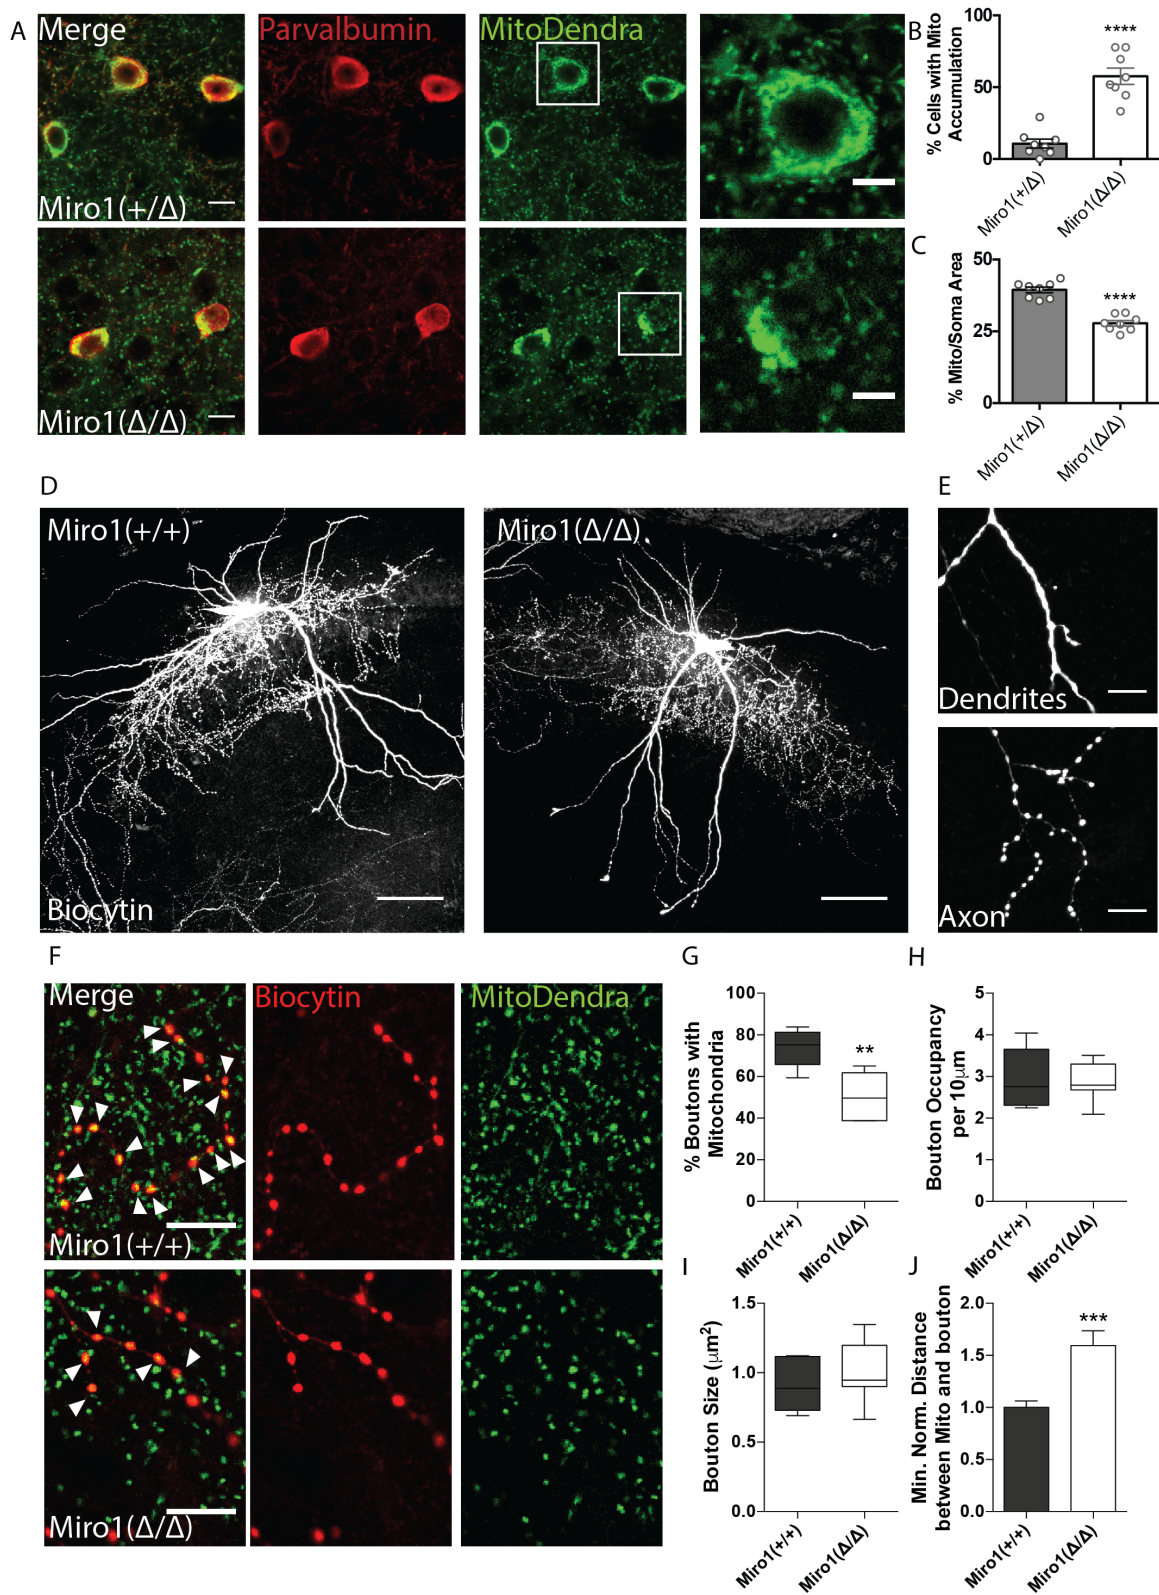 A
Merge
Parvalbumin
MitoDendra
Miro1(+/Δ)
Miro1(Δ/Δ)
B
% Cells with Mito
Accumulation
100
50
0
****
Miro1(+/Δ)
Miro1(Δ/Δ)
C
% Mito/Soma Area
50
25
0
****
Miro1(+/Δ)
Miro1(Δ/Δ)
D
Miro1(+/+)
Biocytin
Miro1(Δ/Δ)
E
Dendrites
Axon
F
Merge
Biocytin
MitoDendra
Miro1(+/+)
Miro1(Δ/Δ)
G
% Boutons with
Mitochondria
100
80
60
40
20
0
**
Miro1(+/+)
Miro1(Δ/Δ)
H
Bouton Occupancy
per 10μm
5
4
3
2
1
0
Miro1(+/+)
Miro1(Δ/Δ)
I
Bouton Size (μm²)
1.5
1.0
0.5
0.0
Miro1(+/+)
Miro1(Δ/Δ)
J
Min. Norm. Distance
between Mito and bouton
2.0
1.5
1.0
0.5
0.0
***
Miro1(+/+)
Miro1(Δ/Δ)